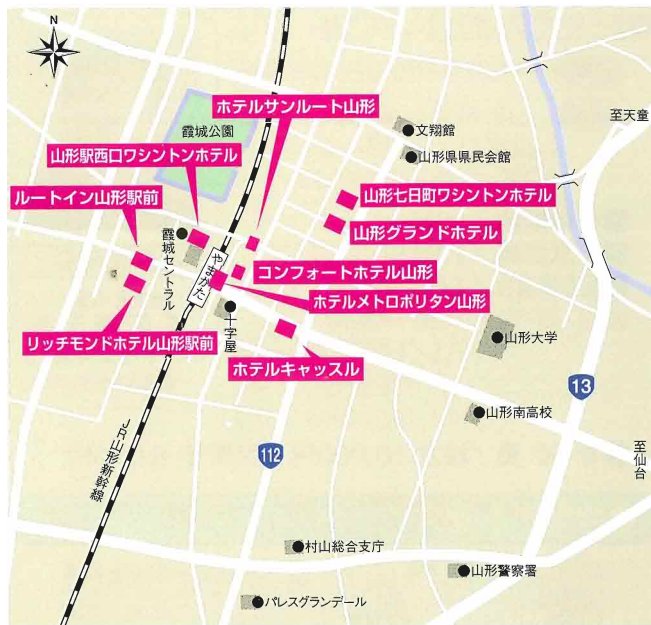 N
ホテルサンルート山形
霞城公園
文翔館
至天童
山形駅西口ワシントンホテル
山形県県民会館
ルートイン山形駅前
山形七日町ワシントンホテル
山形グランドホテル
霞城セントラル
やまがた
コンフォートホテル山形
ホテルメトロポリタン山形
十字屋
リッチモンドホテル山形駅前
山形大学
ホテルキャッスル
13
山形南高校
JR山形新幹線
112
至仙台
村山総合支庁
山形警察署
パレスグランデール